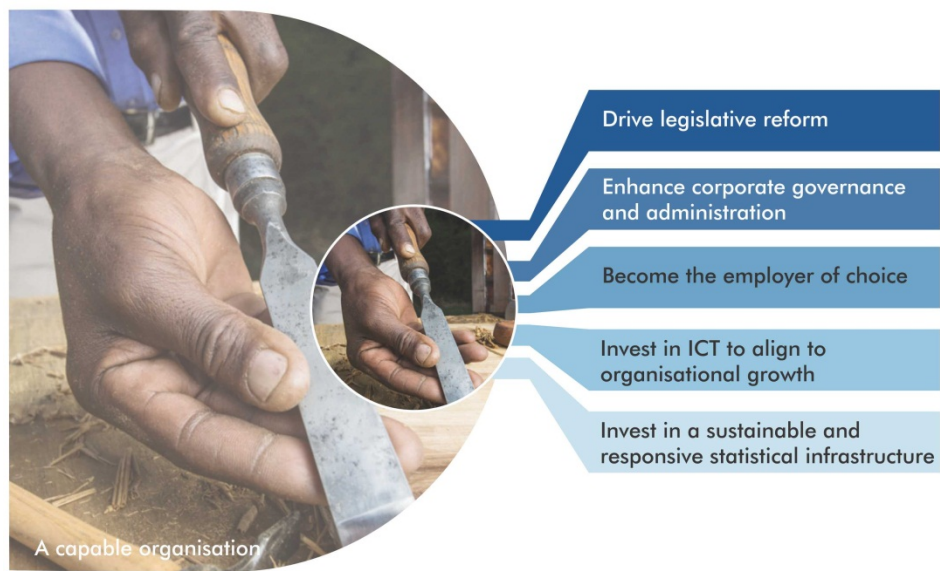 Drive legislative reform
Enhance corporate governance
and administration
Become the employer of choice
Invest in ICT to align to
organisational growth
Invest in a sustainable and
responsive statistical infrastructure
A capable organisation